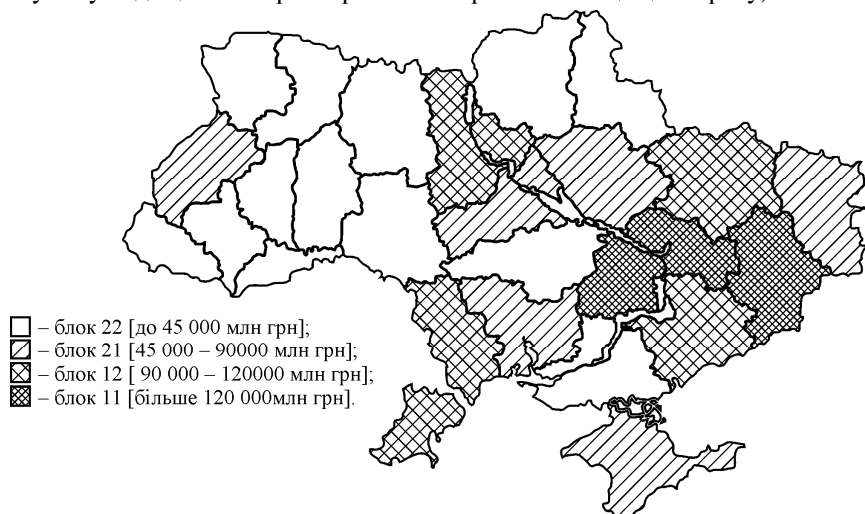 – блок 22 [до 45 000 млн грн];
– блок 21 [45 000 – 90000 млн грн];
– блок 12 [ 90 000 – 120000 млн грн];
– блок 11 [більше 120 000млн грн].